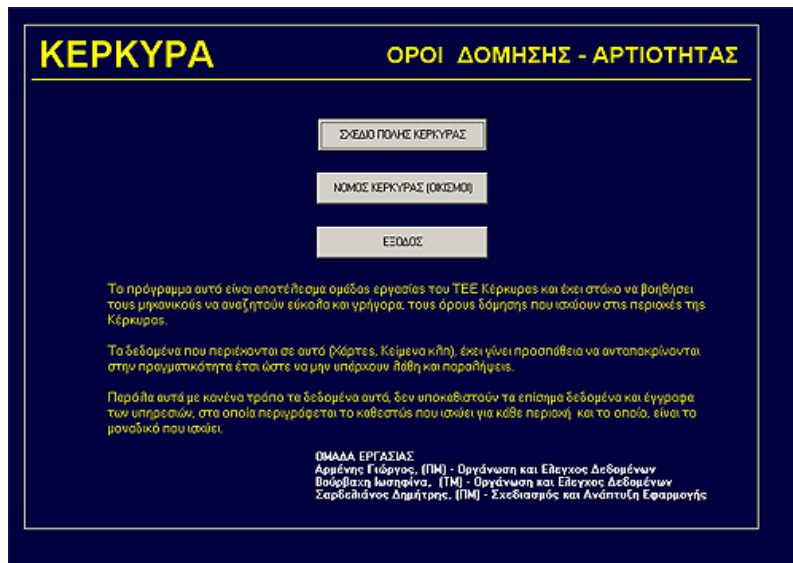 ΚΕΡΚΥΡΑ
ΟΡΟΙ ΔΟΜΗΣΗΣ - ΑΡΤΙΟΤΗΤΑΣ
ΣΧΕΔΙΟ ΠΟΛΗΣ ΚΕΡΚΥΡΑΣ
ΝΟΜΟΣ ΚΕΡΚΥΡΑΣ (ΟΙΚΙΣΜΟΙ)
ΕΞΟΔΟΣ
Το πρόγραμμα αυτό είναι αποτέλεσμα ομάδας εργασίας του ΤΕΕ Κέρκυρας και έχει στόχο να βοηθήσει
τους μηχανικούς να αναζητούν εύκολα και γρήγορα, τους όρους δόμησης που ισχύουν στις περιοχές της
Κέρκυρας.
Τα δεδομένα που περιέχονται σε αυτό (Χάρτες, Κείμενα κλπ), έχει γίνει προσπάθεια να ανταποκρίνονται
στην πραγματικότητα έτσι ώστε να μην υπάρχουν λάθη και παραλήψεις.
Παρόλα αυτά με κανένα τρόπο τα δεδομένα αυτά, δεν υποκαθιστούν τα επίσημα δεδομένα και έγγραφα
των υπηρεσιών, στα οποία περιγράφεται το καθεστώς που ισχύει για κάθε περιοχή και το οποίο, είναι το
μοναδικό που ισχύει.
ΟΜΑΔΑ ΕΡΓΑΣΙΑΣ
Αρμένης Γιώργος, (ΠΜ) - Οργάνωση και Ελεγχος Δεδομένων
Βούρβαχη Ιωσηφίνα, (ΤΜ) - Οργάνωση και Ελεγχος Δεδομένων
Σαρδελιάνος Δημήτρης, (ΠΜ) - Σχεδιασμός και Ανάπτυξη Εφαρμογής